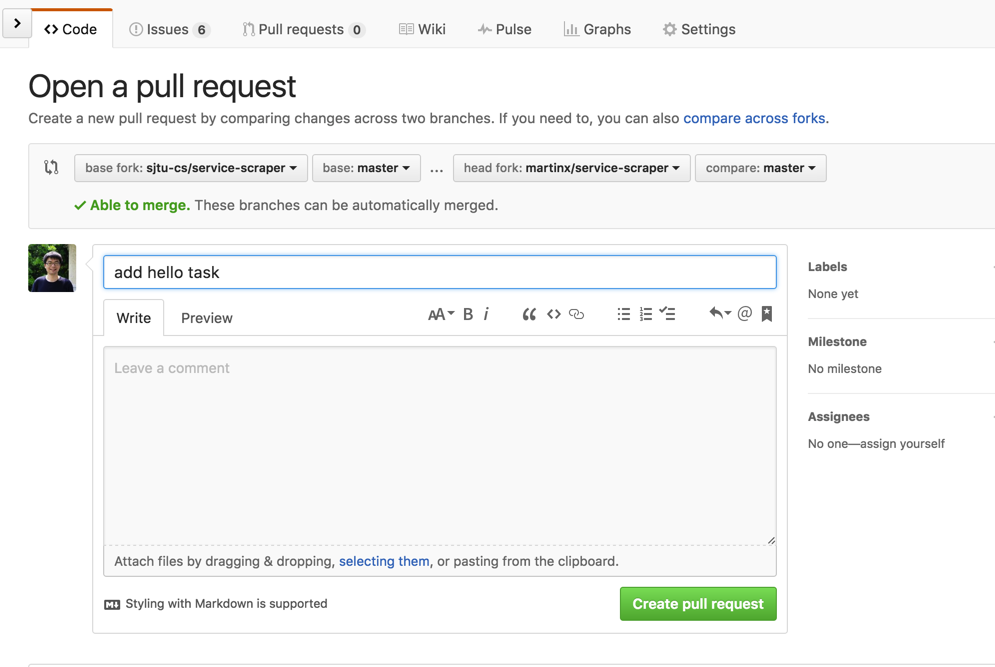 Code Issues 6 Pull requests 0 Wiki Pulse Graphs Settings
Open a pull request
Create a new pull request by comparing changes across two branches. If you need to, you can also compare across forks.
base fork: sjtu-cs/service-scraper base: master ... head fork: martinx/service-scraper compare: master
Able to merge. These branches can be automatically merged.
add hello task
Write Preview AA B i
Leave a comment
Attach files by dragging & dropping, selecting them, or pasting from the clipboard.
Styling with Markdown is supported
Create pull request
Labels
None yet
Milestone
No milestone
Assignees
No one—assign yourself